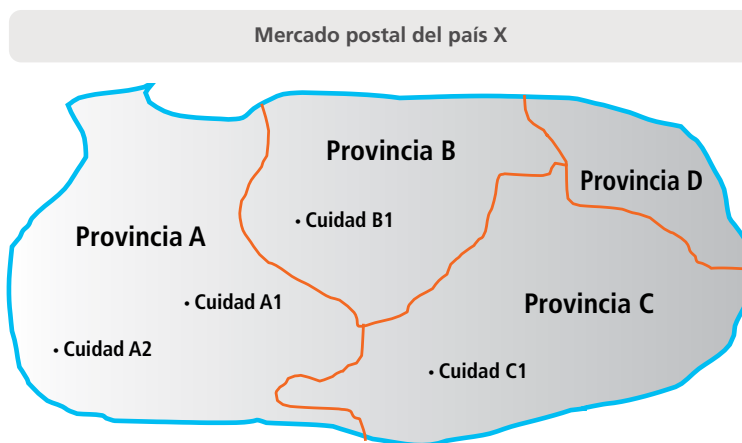 Mercado postal del país X
Provincia B
Provincia D
Cuidad B1
Provincia A
Cuidad A1
Provincia C
Cuidad A2
Cuidad C1